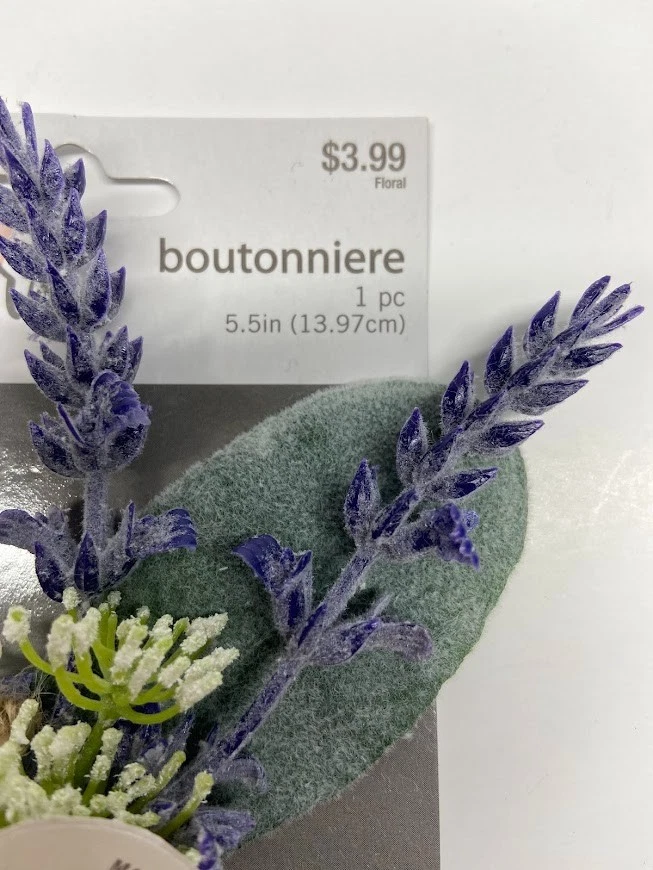 $3.99
Floral
boutonniere
1 pc
5.5in (13.97cm)